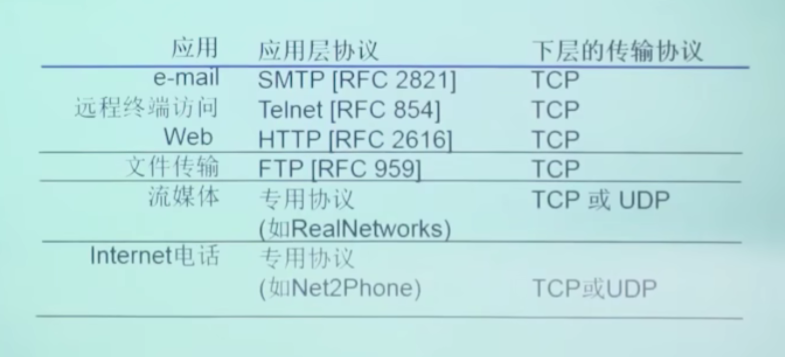 应用 应用层协议 下层的传输协议
e-mail SMTP [RFC 2821] TCP
远程终端访问 Telnet [RFC 854] TCP
Web HTTP [RFC 2616] TCP
文件传输 FTP [RFC 959] TCP
流媒体 专用协议 TCP 或 UDP
(如RealNetworks)
Internet电话 专用协议
(如Net2Phone) TCP或UDP